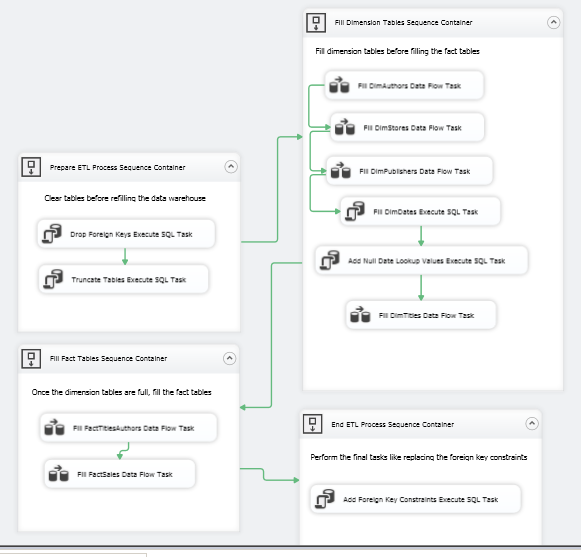 Prepare ETL Process Sequence Container
Clear tables before refilling the data warehouse
Drop Foreign Keys Execute SQL Task
Truncate Tables Execute SQL Task
Fill Dimension Tables Sequence Container
Fill dimension tables before filling the fact tables
Fill DimAuthors Data Flow Task
Fill DimStores Data Flow Task
Fill DimPublishers Data Flow Task
Fill DimDates Execute SQL Task
Add Null Date Lookup Values Execute SQL Task
Fill DimTitles Data Flow Task
Fill Fact Tables Sequence Container
Once the dimension tables are full, fill the fact tables
Fill FactTitlesAuthors Data Flow Task
Fill FactSales Data Flow Task
End ETL Process Sequence Container
Perform the final tasks like replacing the foreign key constraints
Add Foreign Key Constraints Execute SQL Task